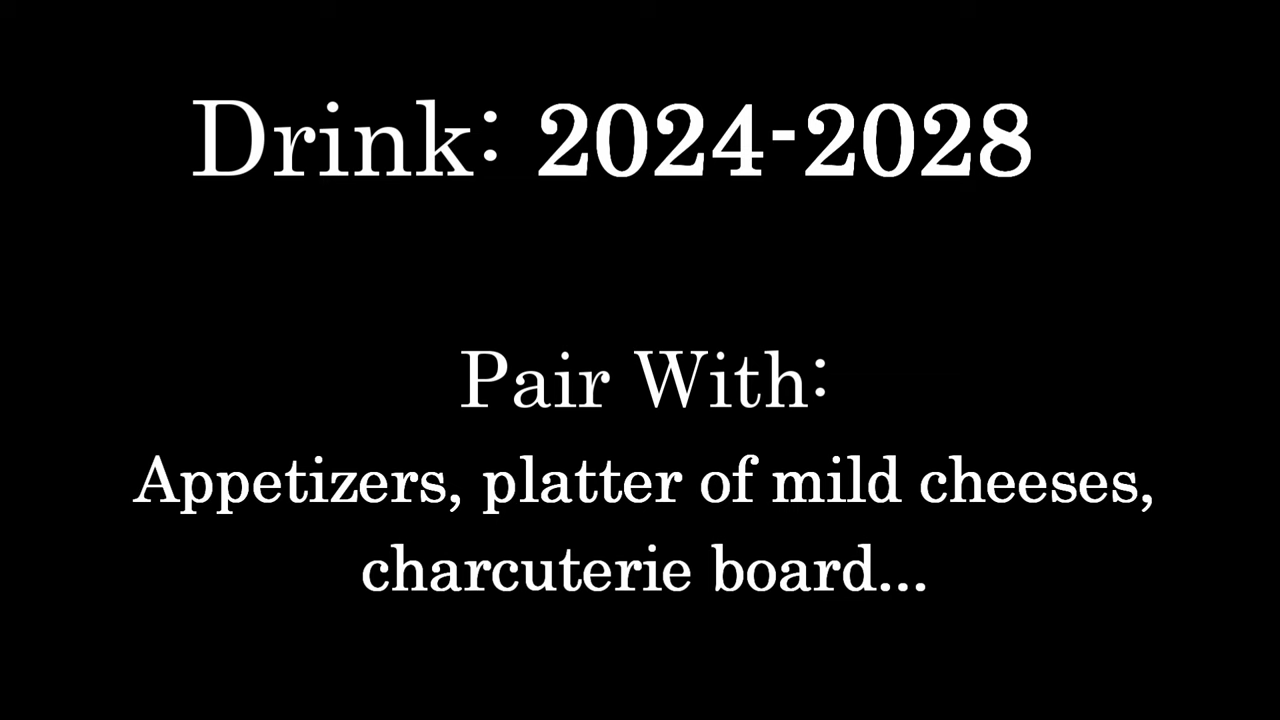 Drink: 2024-2028
Pair With:
Appetizers, platter of mild cheeses,
charcuterie board...